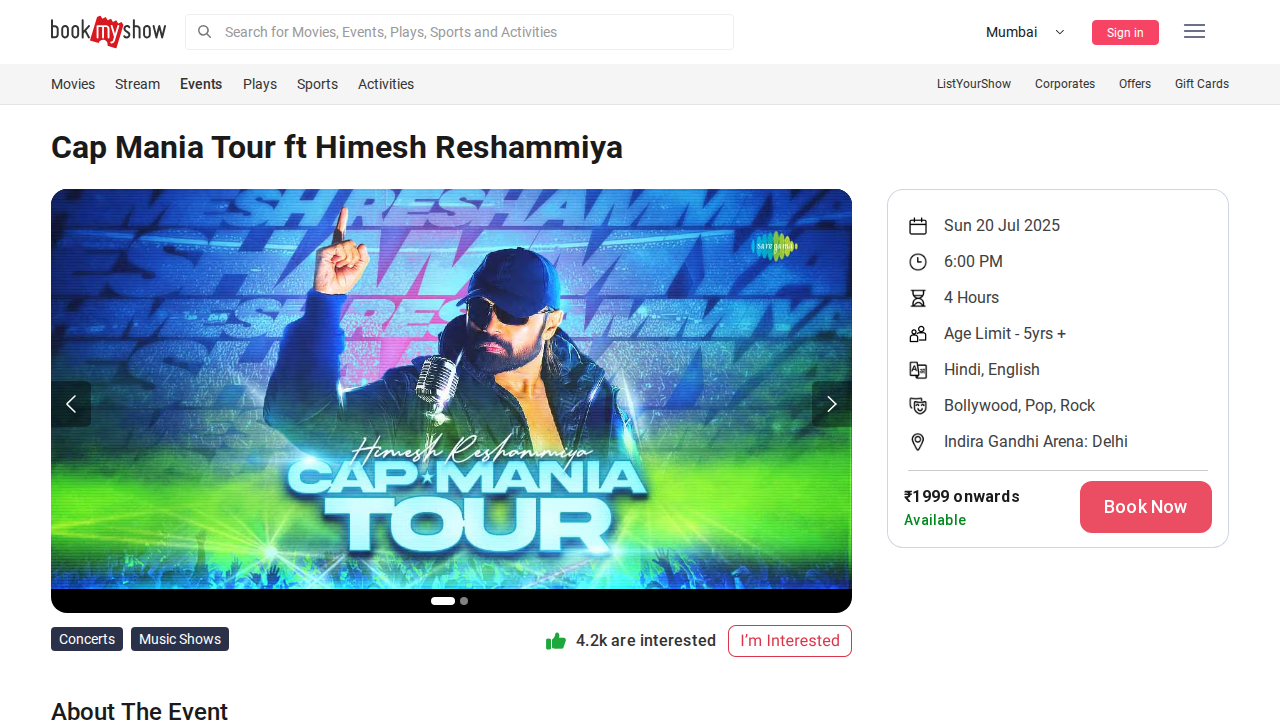 book my show
Search for Movies, Events, Plays, Sports and Activities
Mumbai
Sign in
Movies
Stream
Events
Plays
Sports
Activities
ListYourShow
Corporates
Offers
Gift Cards
Cap Mania Tour ft Himesh Reshammiya
HIMESH RESHAMMIYA
saregama
Himesh Reshammiya
CAP★MANIA
TOUR
Sun 20 Jul 2025
6:00 PM
4 Hours
Age Limit - 5yrs +
Hindi, English
Bollywood, Pop, Rock
Indira Gandhi Arena: Delhi
₹1999 onwards
Available
Book Now
Concerts
Music Shows
4.2k are interested
I'm Interested
About The Event